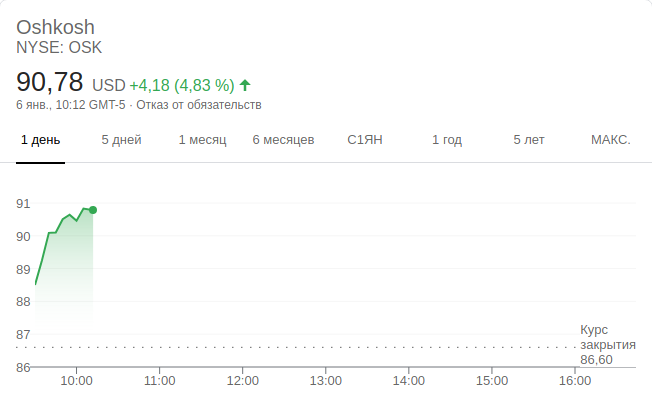 Oshkosh
NYSE: OSK
90,78 USD +4,18 (4,83 %)
6 янв., 10:12 GMT-5 · Отказ от обязательств
1 день 5 дней 1 месяц 6 месяцев С1ЯН 1 год 5 лет МАКС.
91
90
89
88
87
86
Курс
закрытия
86,60
10:00 11:00 12:00 13:00 14:00 15:00 16:00